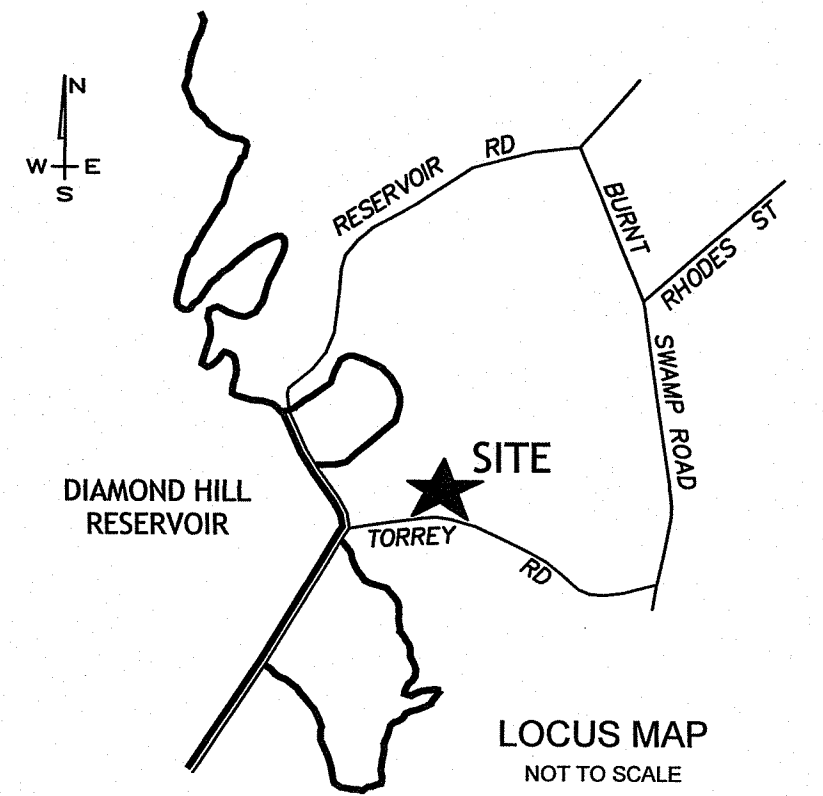 N
W E
S
RESERVOIR RD
BURNT
SWAMP ROAD
RHODES ST
SITE
DIAMOND HILL
RESERVOIR
TORREY
RD
LOCUS MAP
NOT TO SCALE